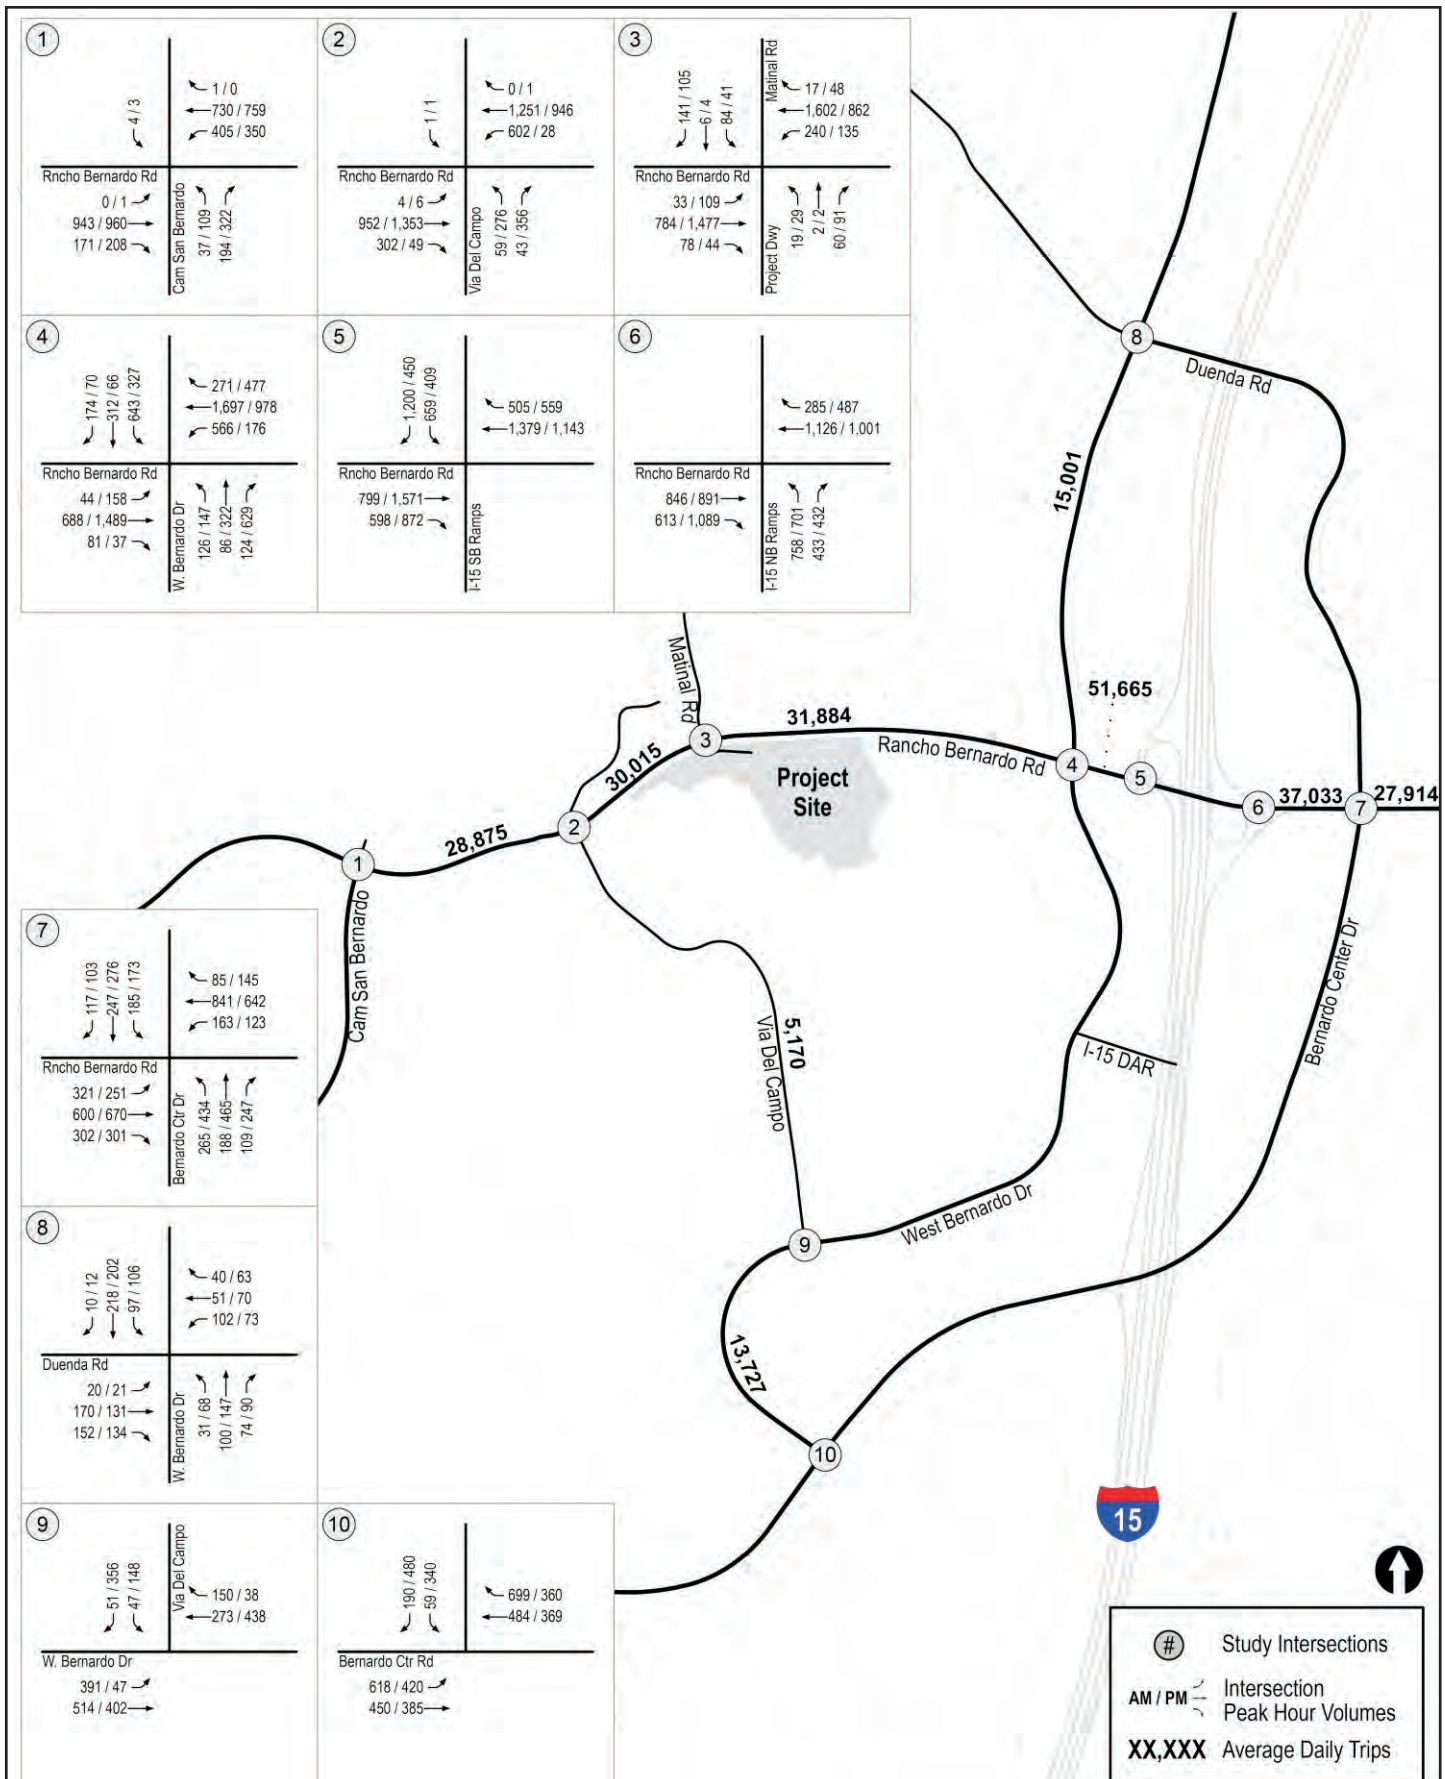 1
4 / 3
1 / 0
730 / 759
405 / 350
Rncho Bernardo Rd
0 / 1
943 / 960
171 / 208
Cam San Bernardo
37 / 109
194 / 322
2
1 / 1
0 / 1
1,251 / 946
602 / 28
Rncho Bernardo Rd
4 / 6
952 / 1,353
302 / 49
Via Del Campo
59 / 276
43 / 356
3
141 / 105
6 / 4
84 / 41
Matinal Rd
17 / 48
1,602 / 862
240 / 135
Rncho Bernardo Rd
33 / 109
784 / 1,477
78 / 44
Project Dwy
19 / 29
2 / 2
60 / 91
4
174 / 70
312 / 66
643 / 327
271 / 477
1,697 / 978
566 / 176
Rncho Bernardo Rd
44 / 158
688 / 1,489
81 / 37
W. Bernardo Dr
126 / 147
86 / 322
124 / 629
5
1,200 / 450
659 / 409
505 / 559
1,379 / 1,143
Rncho Bernardo Rd
799 / 1,571
598 / 872
I-15 SB Ramps
6
285 / 487
1,126 / 1,001
Rncho Bernardo Rd
846 / 891
613 / 1,089
I-15 NB Ramps
758 / 701
433 / 432
8
Duenda Rd
15,001
Matinal Rd
51,665
31,884
3
Rancho Bernardo Rd
4
5
30,015
Project
Site
6
37,033
7
27,914
2
28,875
1
Cam San Bernardo
Bernardo Center Dr
5,170
Via Del Campo
I-15 DAR
West Bernardo Dr
9
13,727
10
15
7
117 / 103
247 / 276
185 / 173
85 / 145
841 / 642
163 / 123
Rncho Bernardo Rd
321 / 251
600 / 670
302 / 301
Bernardo Ctr Dr
265 / 434
188 / 465
109 / 247
8
10 / 12
218 / 202
97 / 106
40 / 63
51 / 70
102 / 73
Duenda Rd
20 / 21
170 / 131
152 / 134
W. Bernardo Dr
31 / 68
100 / 147
74 / 90
9
51 / 356
47 / 148
Via Del Campo
150 / 38
273 / 438
W. Bernardo Dr
391 / 47
514 / 402
10
190 / 480
59 / 340
699 / 360
484 / 369
Bernardo Ctr Rd
618 / 420
450 / 385
# Study Intersections
AM / PM Intersection
Peak Hour Volumes
XX,XXX Average Daily Trips